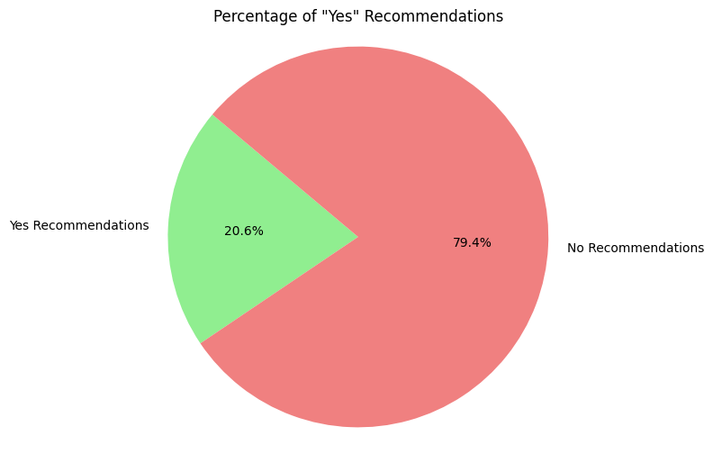 Percentage of "Yes" Recommendations
Yes Recommendations
20.6%
79.4%
No Recommendations